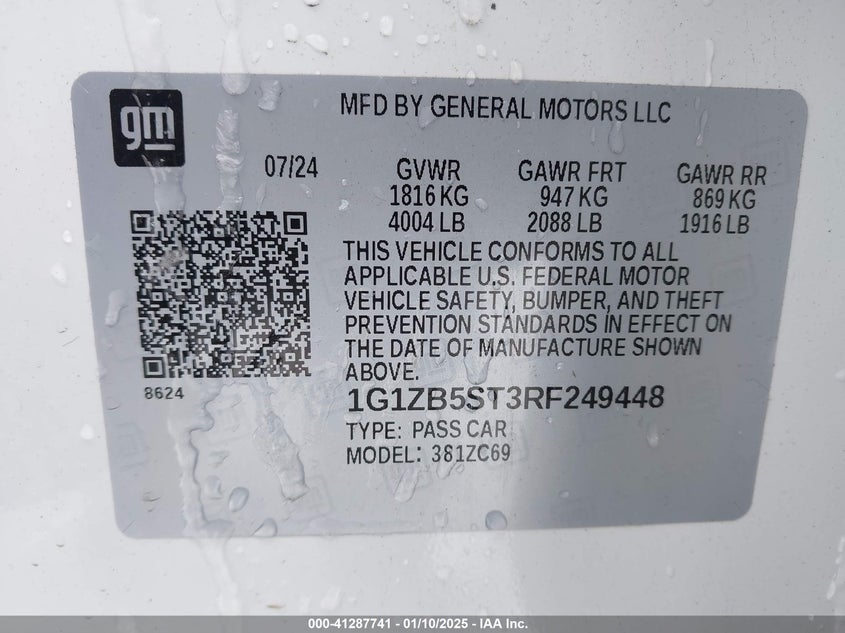 gm
MFD BY GENERAL MOTORS LLC
07/24 GVWR GAWR FRT GAWR RR
1816 KG 947 KG 869 KG
4004 LB 2088 LB 1916 LB
THIS VEHICLE CONFORMS TO ALL
APPLICABLE U.S. FEDERAL MOTOR
VEHICLE SAFETY, BUMPER, AND THEFT
PREVENTION STANDARDS IN EFFECT ON
THE DATE OF MANUFACTURE SHOWN
ABOVE.
8624
1G1ZB5ST3RF249448
TYPE: PASS CAR
MODEL: 381ZC69
000-41287741 - 01/10/2025 - IAA Inc.